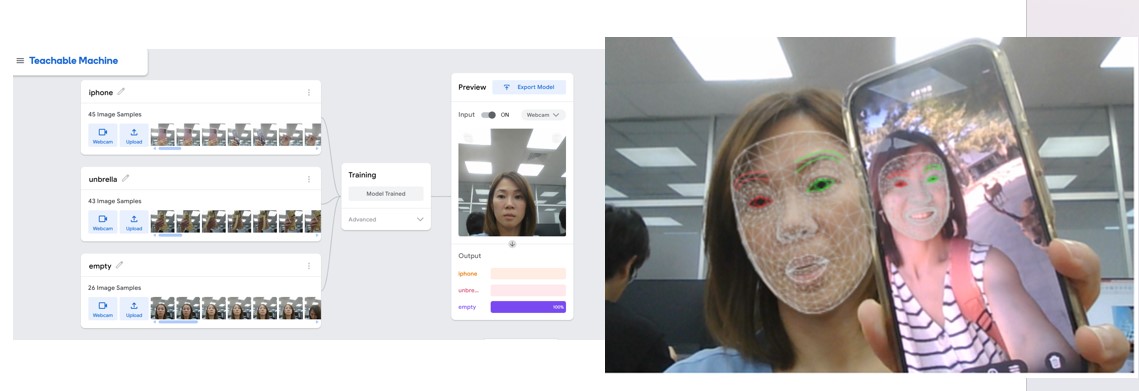 Teachable Machine
iphone
45 Image Samples
Webcam
Upload
unbrella
43 Image Samples
Webcam
Upload
empty
26 Image Samples
Webcam
Upload
Training
Model Trained
Advanced
Preview
Export Model
Input
ON
Webcam
Output
iphone
unbre...
empty
100%